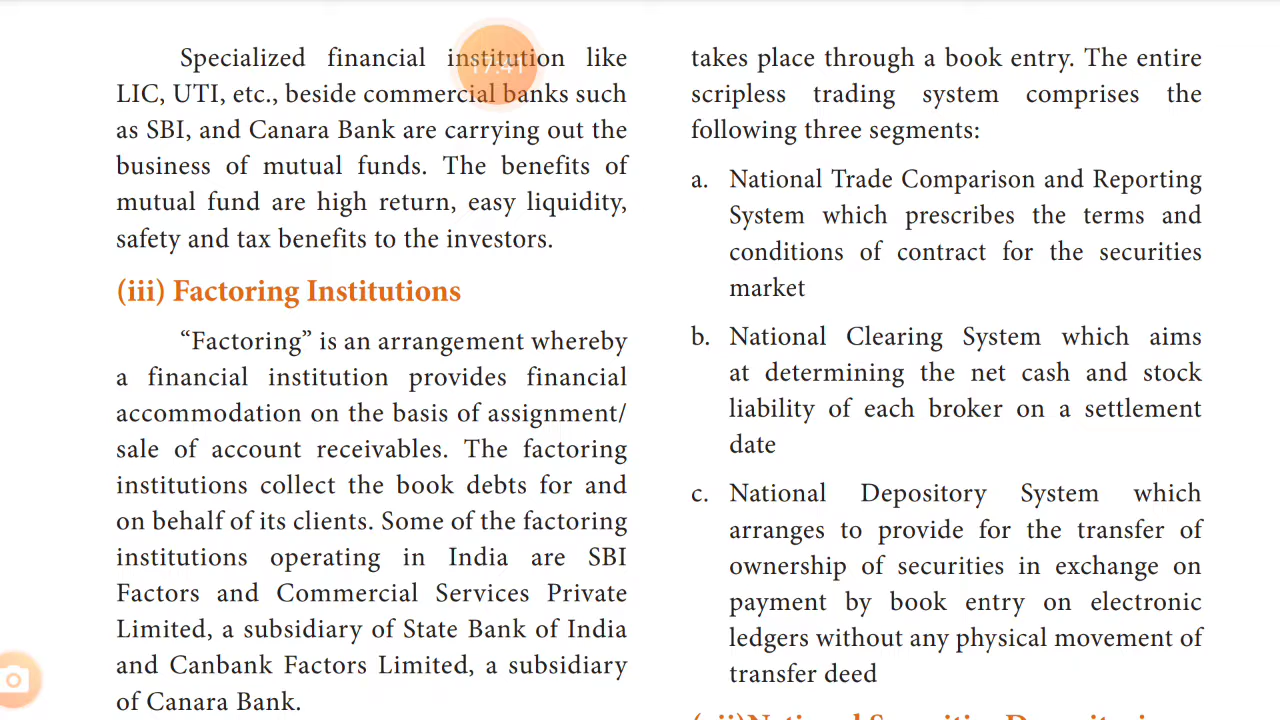 Specialized financial institution like
LIC, UTI, etc., beside commercial banks such
as SBI, and Canara Bank are carrying out the
business of mutual funds. The benefits of
mutual fund are high return, easy liquidity,
safety and tax benefits to the investors.
(iii) Factoring Institutions
“Factoring” is an arrangement whereby
a financial institution provides financial
accommodation on the basis of assignment/
sale of account receivables. The factoring
institutions collect the book debts for and
on behalf of its clients. Some of the factoring
institutions operating in India are SBI
Factors and Commercial Services Private
Limited, a subsidiary of State Bank of India
and Canbank Factors Limited, a subsidiary
of Canara Bank.
takes place through a book entry. The entire
scripless trading system comprises the
following three segments:
a. National Trade Comparison and Reporting
System which prescribes the terms and
conditions of contract for the securities
market
b. National Clearing System which aims
at determining the net cash and stock
liability of each broker on a settlement
date
c. National Depository System which
arranges to provide for the transfer of
ownership of securities in exchange on
payment by book entry on electronic
ledgers without any physical movement of
transfer deed
17:41